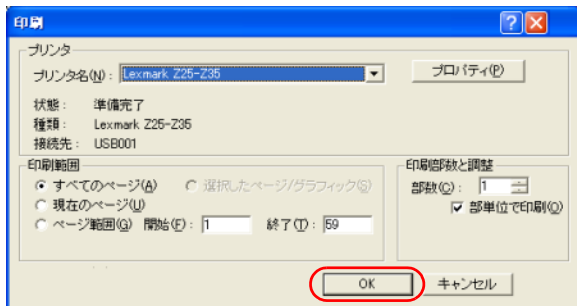 印刷
プリンタ
プリンタ名(N): Lexmark Z25-Z35
プロパティ(P)
状態: 準備完了
種類: Lexmark Z25-Z35
接続先: USB001
印刷範囲
すべてのページ(A) 選択したページ/グラフィック(S)
現在のページ(U)
ページ範囲(G) 開始(F): 1 終了(T): 59
印刷部数と調整
部数(C): 1
部単位で印刷(O)
OK キャンセル